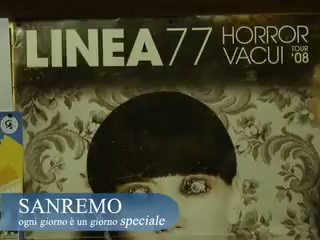 LINEA 77
HORROR
VACUI TOUR '08
SANREMO
ogni giorno è un giorno speciale